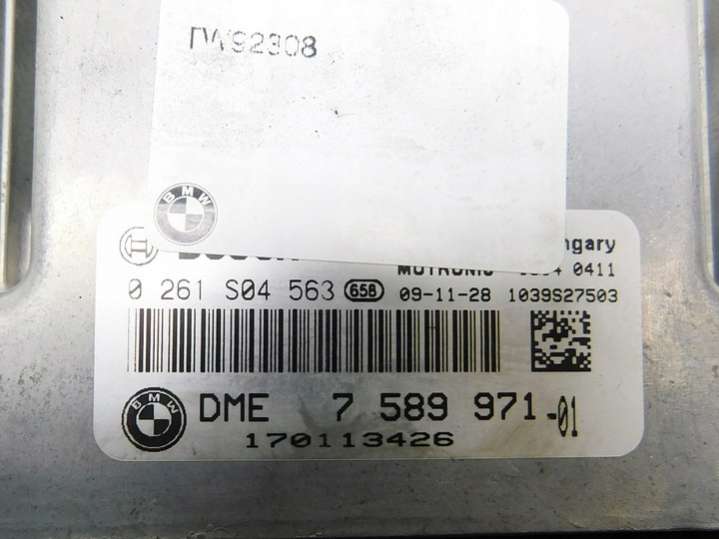 TW92308
BMW
ngary
MOTRONIC
0411
0 261 S04 563 658 09-11-28 1039S27503
BMW DME 7 589 971-01
170113426